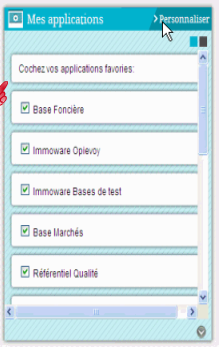 Mes applications
Personnaliser
Cochez vos applications favories:
Base Foncière
Immoware Opievoy
Immoware Bases de test
Base Marchés
Référentiel Qualité